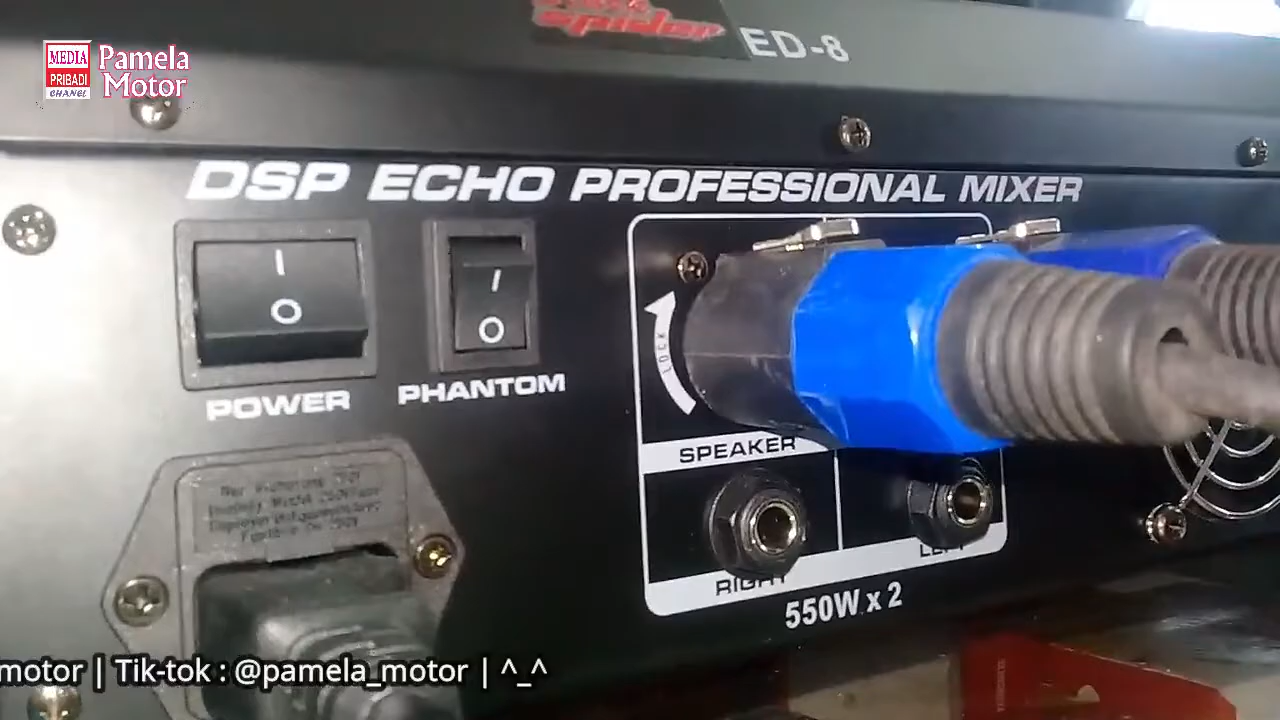 MEDIA
PRIBADI
CHANEL
Pamela
Motor
spider
ED-8
DSP ECHO PROFESSIONAL MIXER
POWER
PHANTOM
LOCK
SPEAKER
RIGHT
LEFT
550W x 2
motor | Tik-tok : @pamela_motor | ^_^